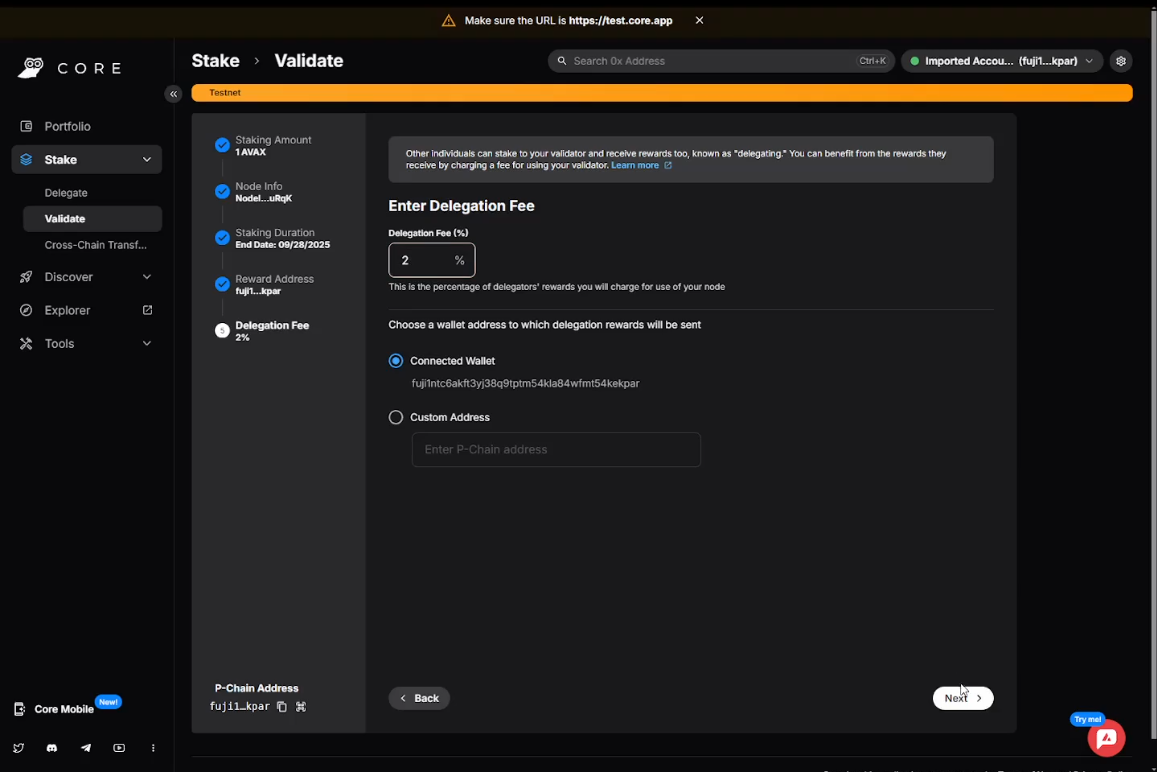 Make sure the URL is https://test.core.app
CORE
Stake > Validate
Search 0x Address
Ctrl+K
Imported Accou... (fuji1...kpar)
Testnet
Portfolio
Stake
Delegate
Validate
Cross-Chain Transf...
Discover
Explorer
Tools
Core Mobile
New!
Staking Amount
1 AVAX
Node Info
NodeI...uRqK
Staking Duration
End Date: 09/28/2025
Reward Address
fuji1...kpar
5
Delegation Fee
2%
P-Chain Address
fuji1…kpar
Other individuals can stake to your validator and receive rewards too, known as "delegating." You can benefit from the rewards they
receive by charging a fee for using your validator. Learn more
Enter Delegation Fee
Delegation Fee (%)
2 %
This is the percentage of delegators' rewards you will charge for use of your node
Choose a wallet address to which delegation rewards will be sent
Connected Wallet
fuji1ntc6akft3yj38q9tptm54kla84wfmt54kekpar
Custom Address
Enter P-Chain address
< Back
Next >
Try me!